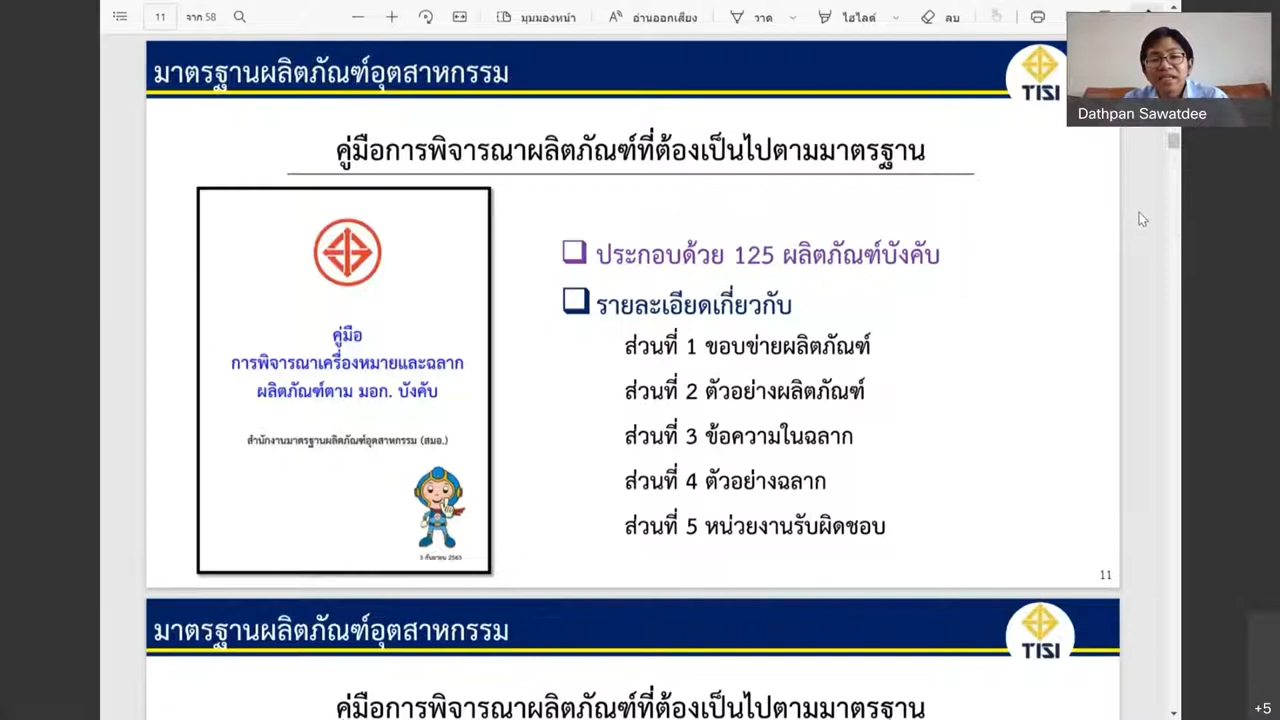 11
จาก 58
มุมมองหน้า
อ่านออกเสียง
วาด
ไฮไลต์
ลบ
Dathpan Sawatdee
มาตรฐานผลิตภัณฑ์อุตสาหกรรม
TISI
คู่มือการพิจารณาผลิตภัณฑ์ที่ต้องเป็นไปตามมาตรฐาน
คู่มือ
การพิจารณาเครื่องหมายและฉลาก
ผลิตภัณฑ์ตาม มอก. บังคับ
สำนักงานมาตรฐานผลิตภัณฑ์อุตสาหกรรม (สมอ.)
3 กันยายน 2563
ประกอบด้วย 125 ผลิตภัณฑ์บังคับ
รายละเอียดเกี่ยวกับ
ส่วนที่ 1 ขอบข่ายผลิตภัณฑ์
ส่วนที่ 2 ตัวอย่างผลิตภัณฑ์
ส่วนที่ 3 ข้อความในฉลาก
ส่วนที่ 4 ตัวอย่างฉลาก
ส่วนที่ 5 หน่วยงานรับผิดชอบ
11
มาตรฐานผลิตภัณฑ์อุตสาหกรรม
TISI
คู่มือการพิจารณาผลิตภัณฑ์ที่ต้องเป็นไปตามมาตรฐาน
+5